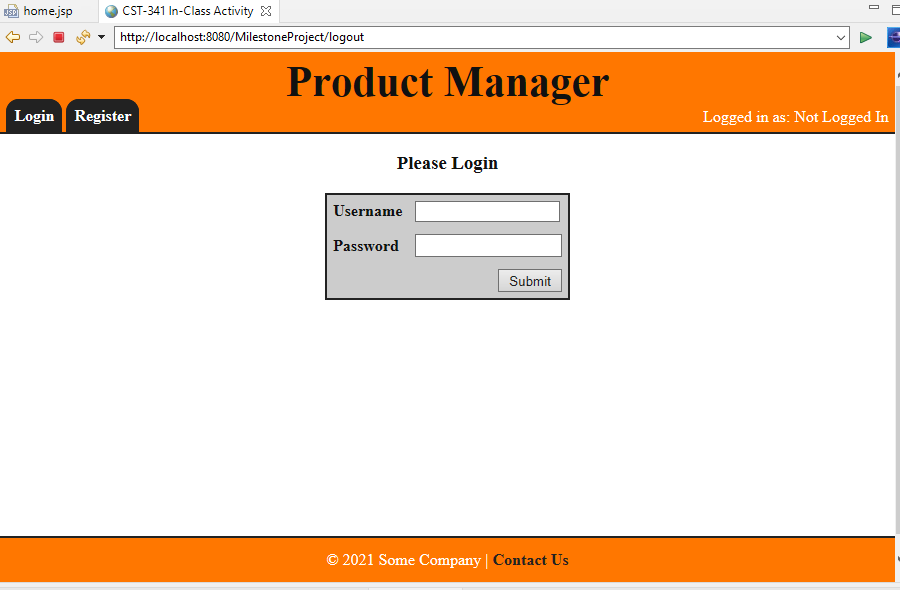 home.jsp
CST-341 In-Class Activity
http://localhost:8080/MilestoneProject/logout
Product Manager
Login Register
Logged in as: Not Logged In
Please Login
Username
Password
Submit
© 2021 Some Company | Contact Us